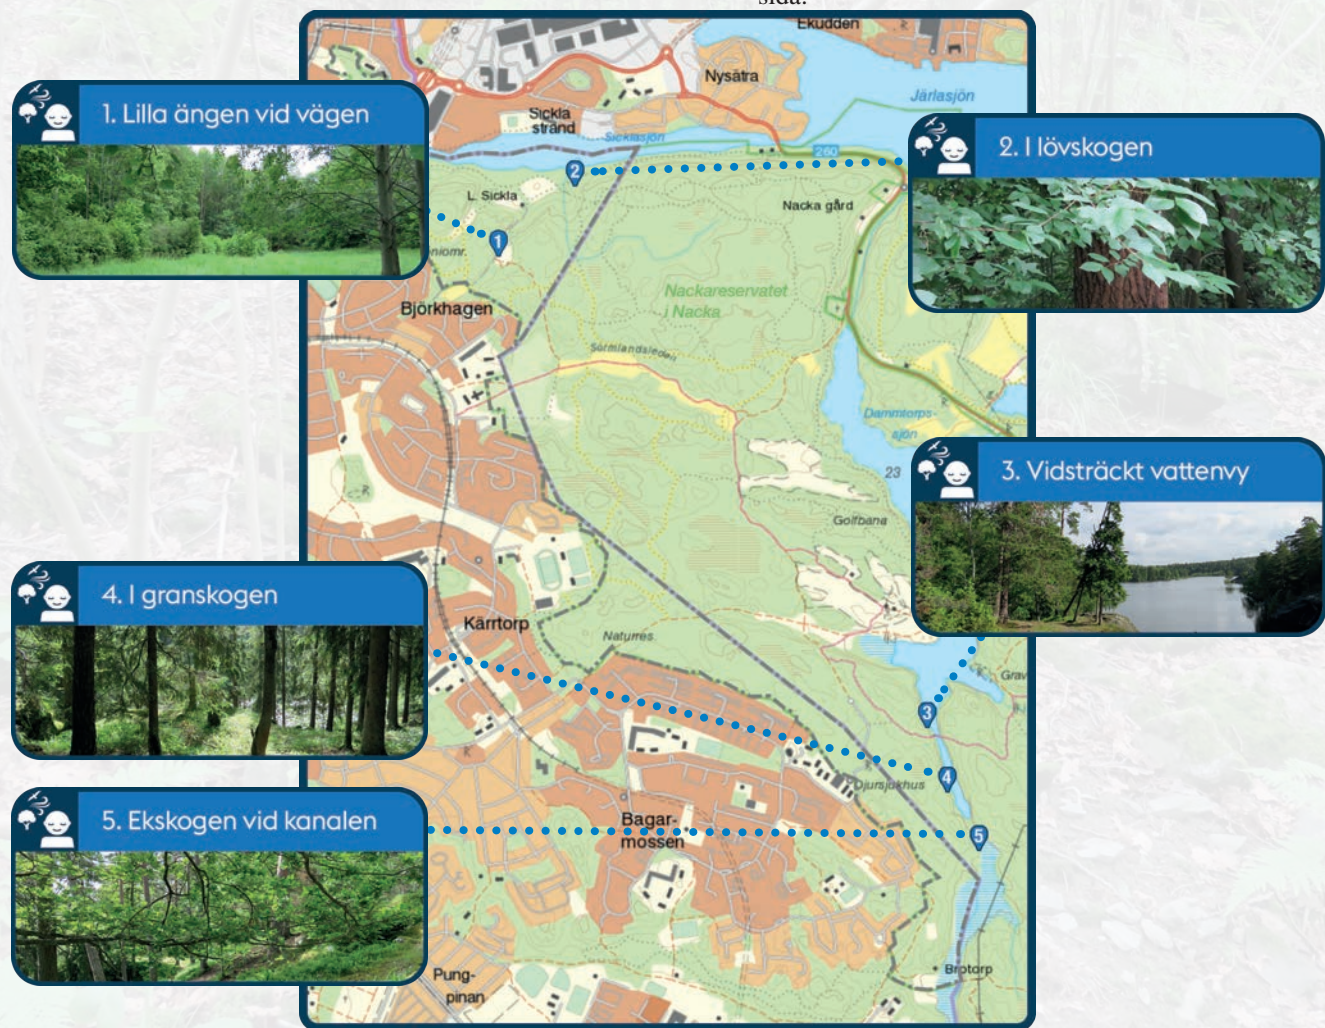 sida.
Ekudden
Nysätra
Järlasjön
Sickla
strand
Sicklasjön
1. Lilla ängen vid vägen
2. I lövskogen
260
2
L. Sickla
Nacka gård
1
Björkhagen
Nackareservatet
i Nacka
Sörmlandsleden
Dammtorps-
sjön
23
3. Vidsträckt vattenvy
Golfbana
4. I granskogen
Kärrtorp
Naturres.
Grav
3
4
Djursjukhus
5. Ekskogen vid kanalen
Bagar-
mossen
5
Brotorp
Pung-
pinan